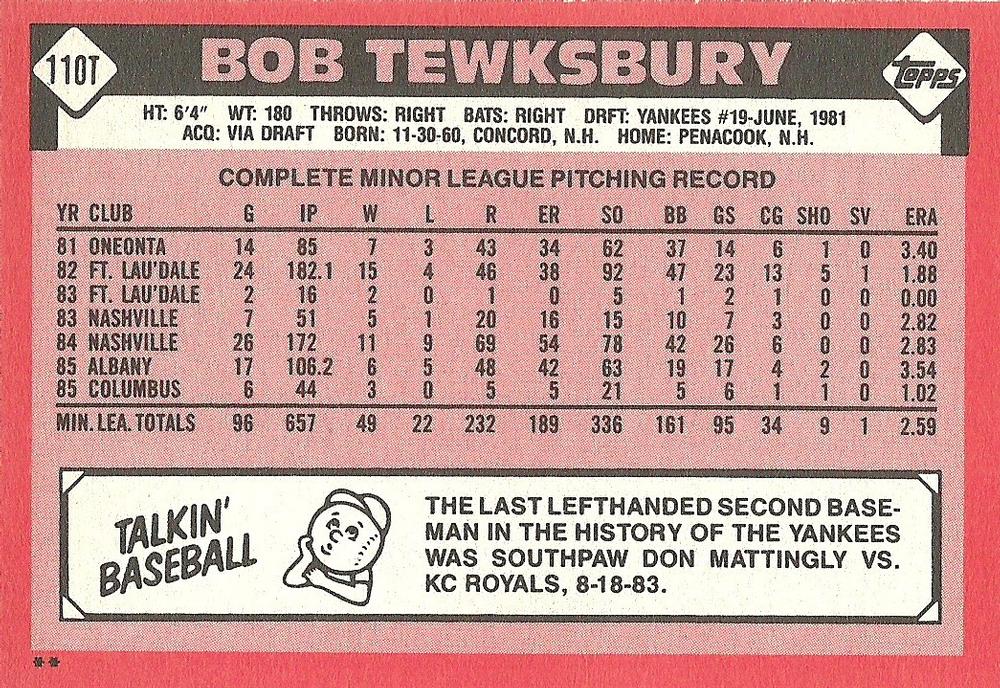 110T
BOB TEWKSBURY
Topps
HT: 6'4" WT: 180 THROWS: RIGHT BATS: RIGHT DRFT: YANKEES #19-JUNE, 1981
ACQ: VIA DRAFT BORN: 11-30-60, CONCORD, N.H. HOME: PENACOOK, N.H.
COMPLETE MINOR LEAGUE PITCHING RECORD
YR CLUB G IP W L R ER SO BB GS CG SHO SV ERA
81 ONEONTA 14 85 7 3 43 34 62 37 14 6 1 0 3.40
82 FT. LAU'DALE 24 182.1 15 4 46 38 92 47 23 13 5 1 1.88
83 FT. LAU'DALE 2 16 2 0 1 0 5 1 2 1 0 0 0.00
83 NASHVILLE 7 51 5 1 20 16 15 10 7 3 0 0 2.82
84 NASHVILLE 26 172 11 9 69 54 78 42 26 6 0 0 2.83
85 ALBANY 17 106.2 6 5 48 42 63 19 17 4 2 0 3.54
85 COLUMBUS 6 44 3 0 5 5 21 5 6 1 1 0 1.02
MIN. LEA. TOTALS 96 657 49 22 232 189 336 161 95 34 9 1 2.59
TALKIN'
BASEBALL
THE LAST LEFTHANDED SECOND BASE-
MAN IN THE HISTORY OF THE YANKEES
WAS SOUTHPAW DON MATTINGLY VS.
KC ROYALS, 8-18-83.
**